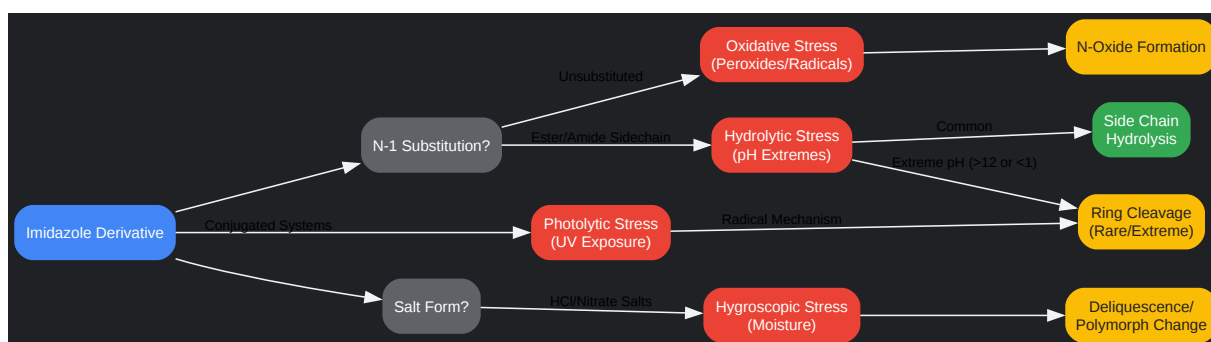 Oxidative Stress
(Peroxides/Radicals)
N-Oxide Formation
Unsubstituted
N-1 Substitution?
Ester/Amide Sidechain
Hydrolytic Stress
(pH Extremes)
Common
Side Chain
Hydrolysis
Extreme pH (>12 or <1)
Imidazole Derivative
Conjugated Systems
Photolytic Stress
(UV Exposure)
Radical Mechanism
Ring Cleavage
(Rare/Extreme)
Salt Form?
HCl/Nitrate Salts
Hygroscopic Stress
(Moisture)
Deliquescence/
Polymorph Change